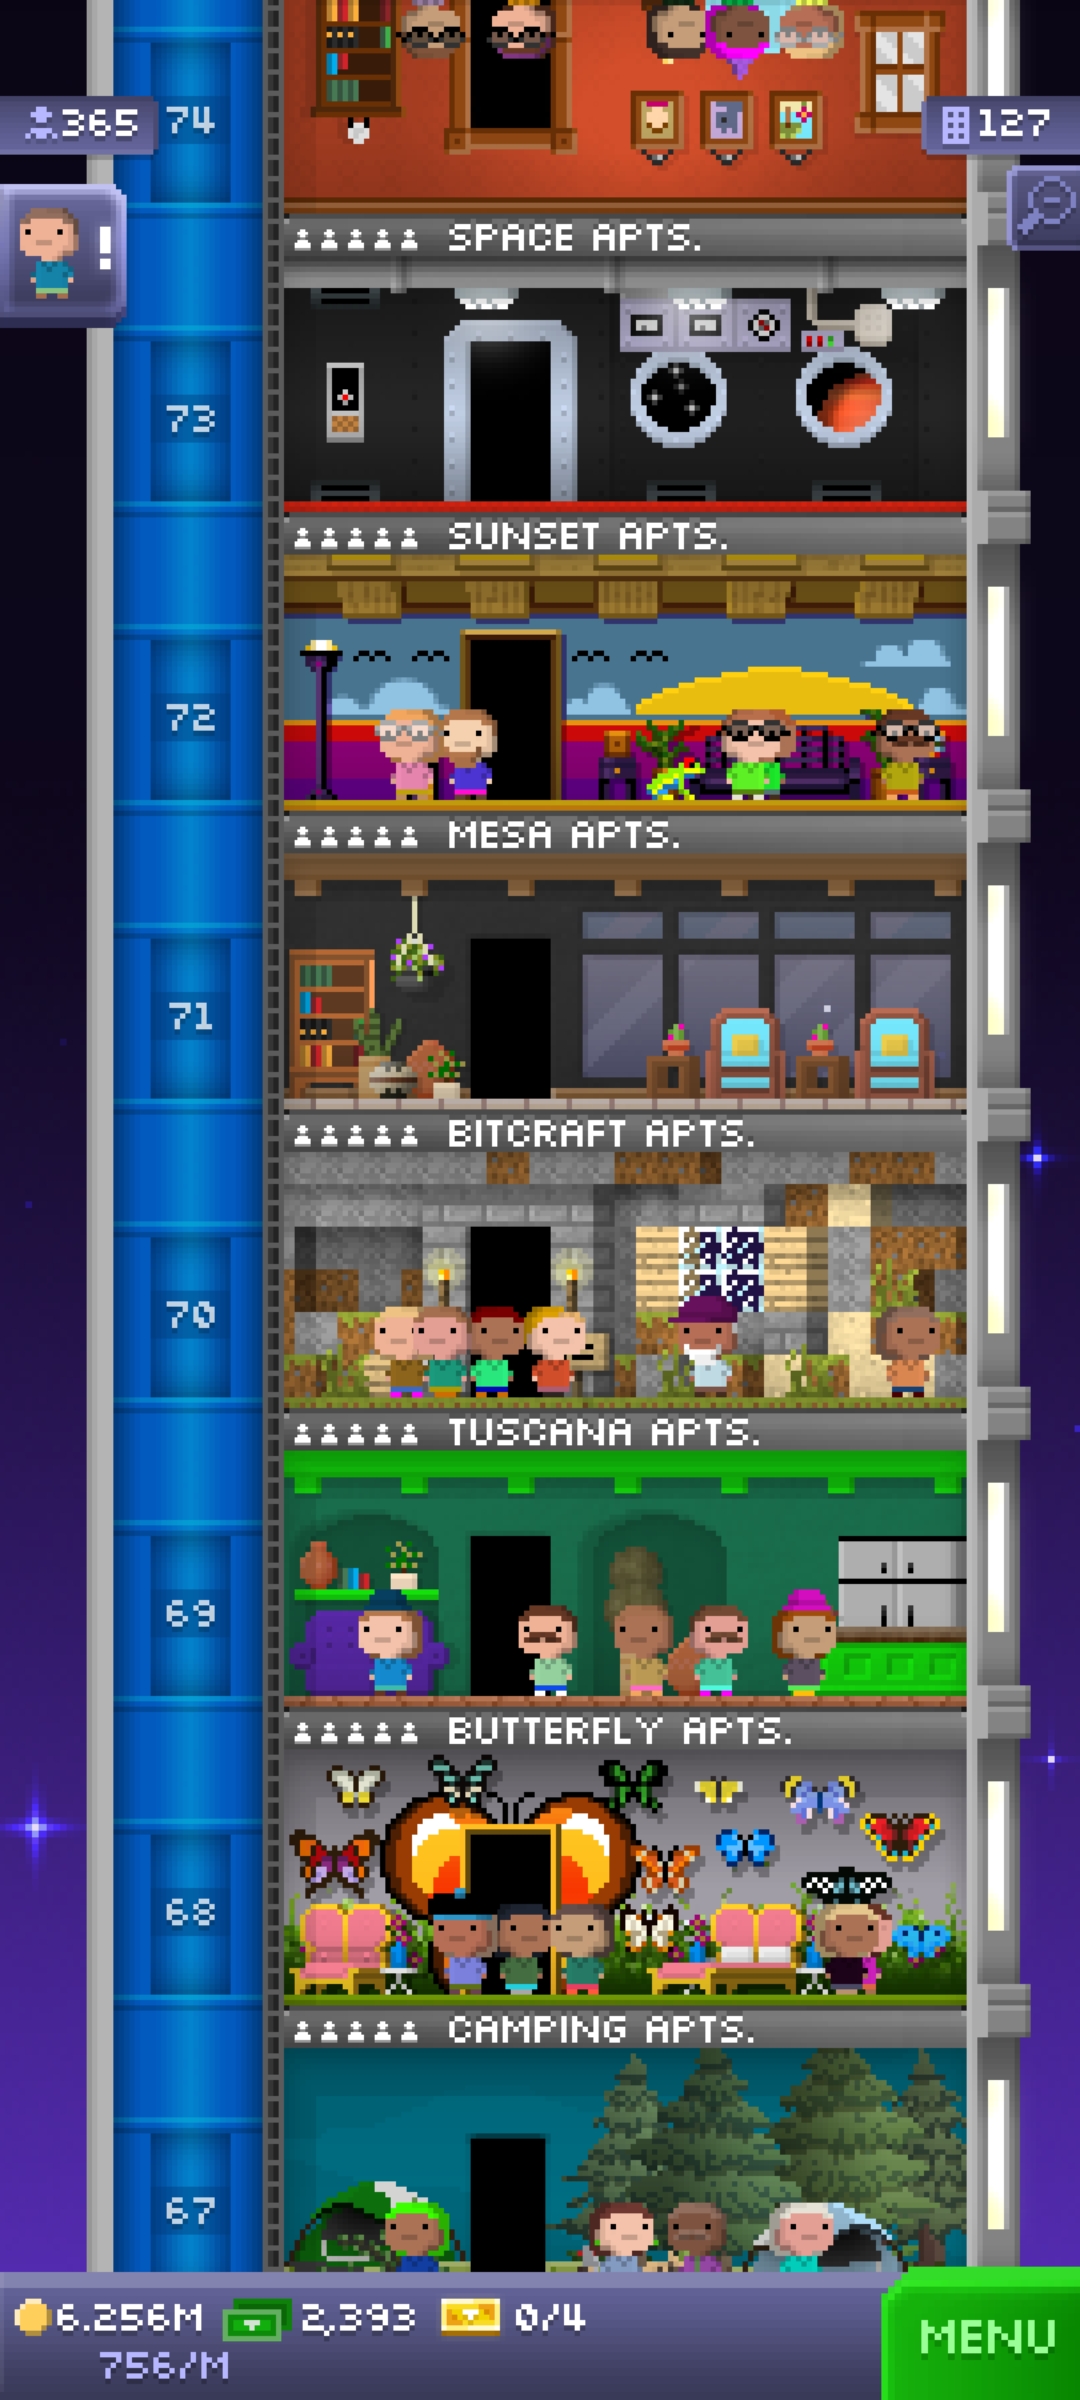 365
74
127
!
SPACE APTS.
73
SUNSET APTS.
72
MESA APTS.
71
BITCRAFT APTS.
70
TUSCANA APTS.
69
BUTTERFLY APTS.
68
CAMPING APTS.
67
6.256M 2,393 0/4
756/M
MENU